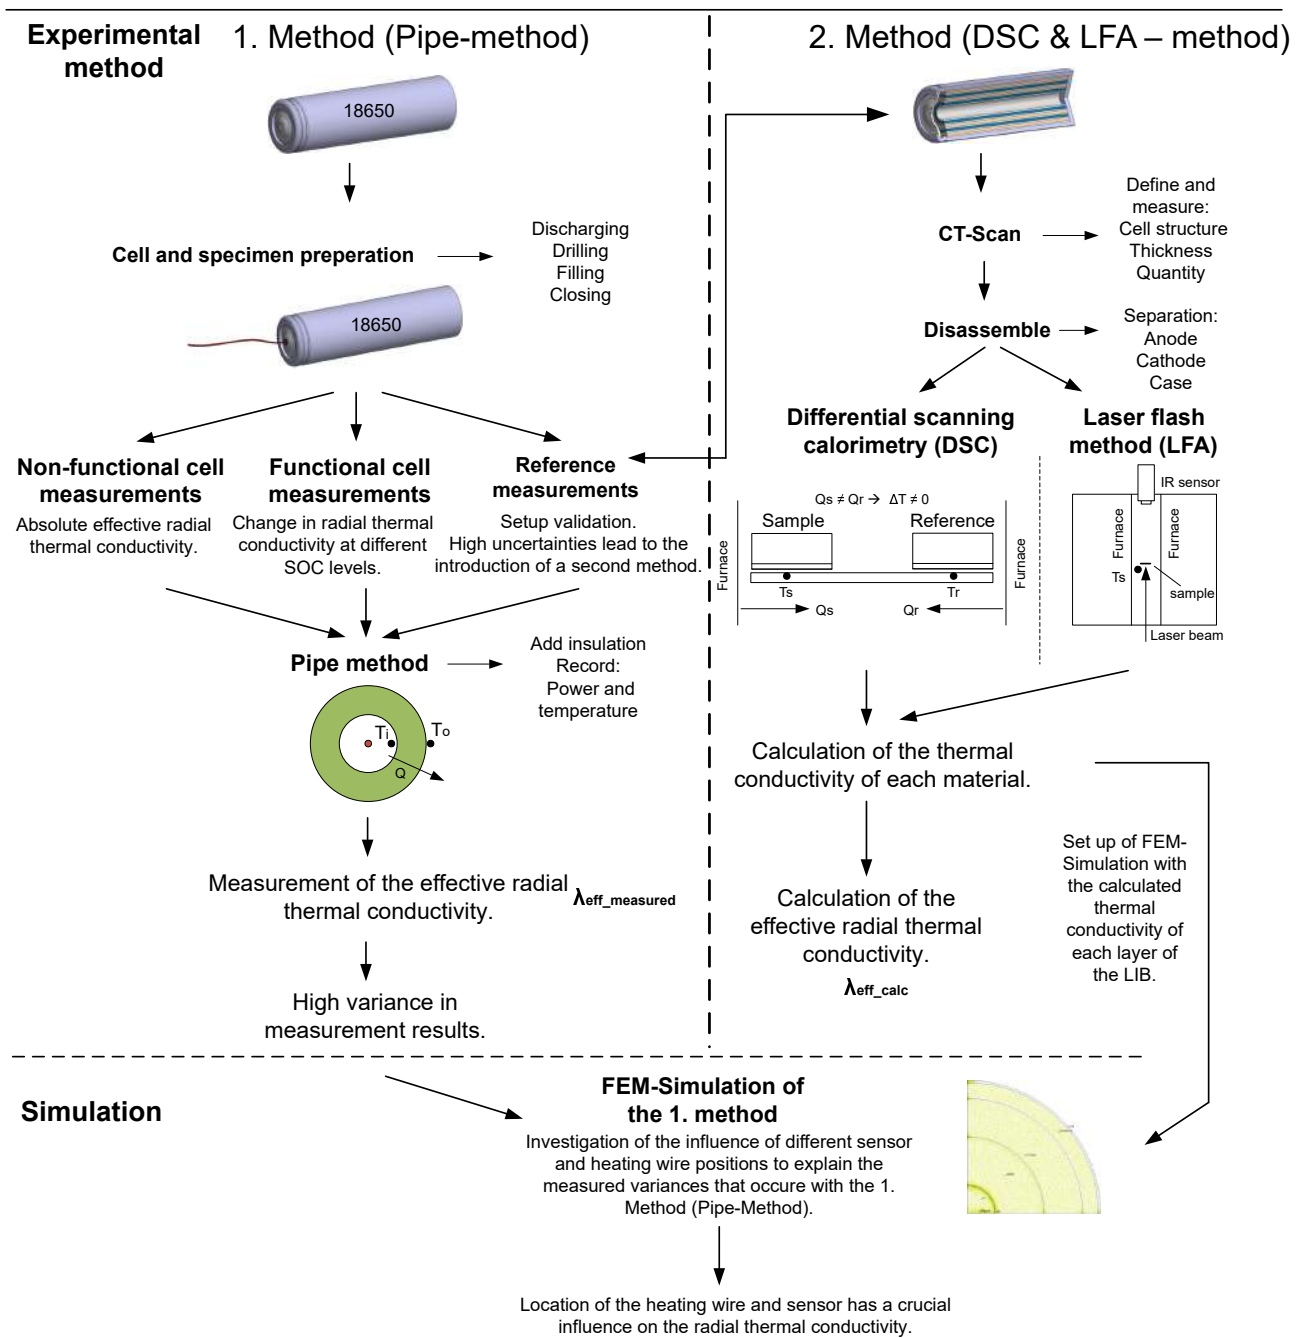 Experimental
method
1. Method (Pipe-method)
18650
Cell and specimen preperation
Discharging
Drilling
Filling
Closing
18650
Non-functional cell
measurements
Absolute effective radial
thermal conductivity.
Functional cell
measurements
Change in radial thermal
conductivity at different
SOC levels.
Reference
measurements
Setup validation.
High uncertainties lead to the
introduction of a second method.
Pipe method
Add insulation
Record:
Power and
temperature
Ti
To
Q
Measurement of the effective radial
thermal conductivity.
λeff_measured
High variance in
measurement results.
2. Method (DSC & LFA – method)
CT-Scan
Define and
measure:
Cell structure
Thickness
Quantity
Disassemble
Separation:
Anode
Cathode
Case
Differential scanning
calorimetry (DSC)
Qs ≠ Qr → ΔT ≠ 0
Sample
Reference
Furnace
Furnace
Ts
Tr
Qs
Qr
Laser flash
method (LFA)
IR sensor
Furnace
Furnace
Ts
sample
Laser beam
Calculation of the thermal
conductivity of each material.
Calculation of the
effective radial thermal
conductivity.
λeff_calc
Set up of FEM-
Simulation with
the calculated
thermal
conductivity of
each layer of
the LIB.
Simulation
FEM-Simulation of
the 1. method
Investigation of the influence of different sensor
and heating wire positions to explain the
measured variances that occure with the 1.
Method (Pipe-Method).
Location of the heating wire and sensor has a crucial
influence on the radial thermal conductivity.